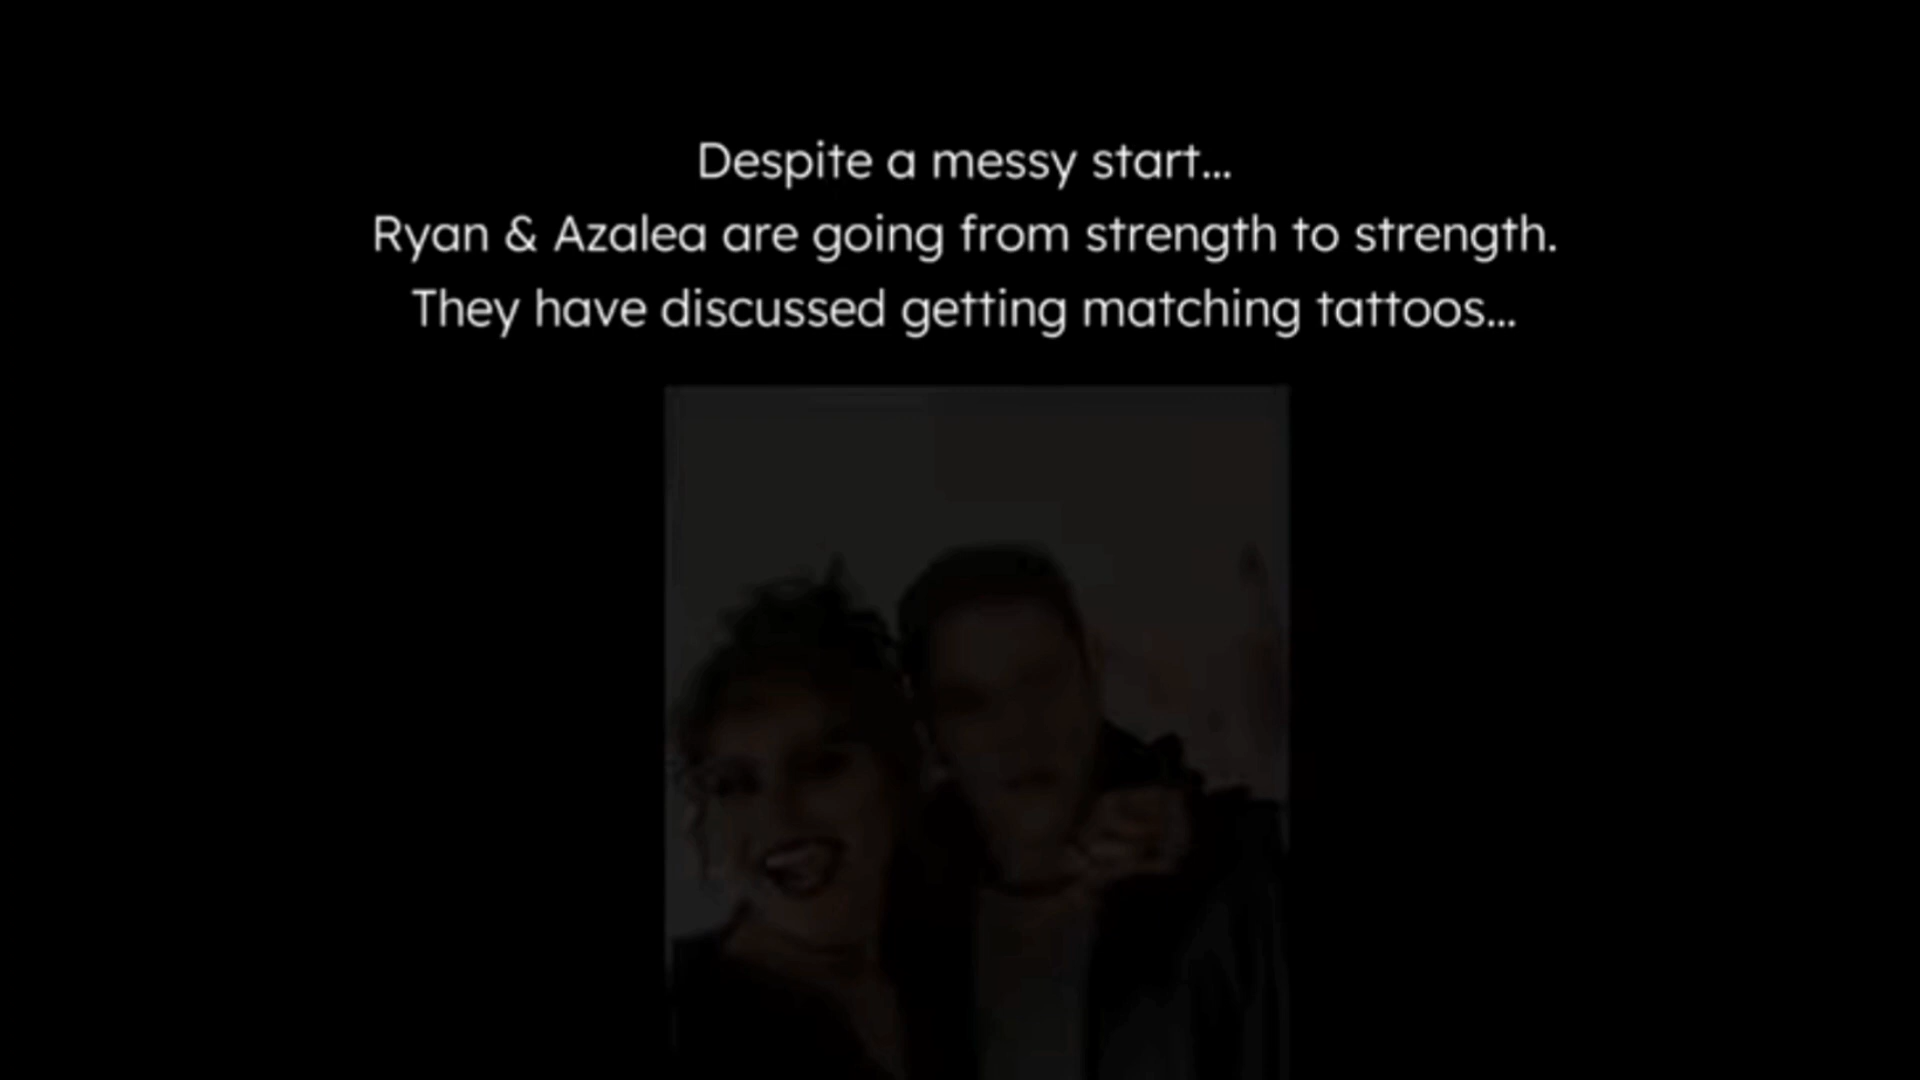 Despite a messy start...
Ryan & Azalea are going from strength to strength.
They have discussed getting matching tattoos...